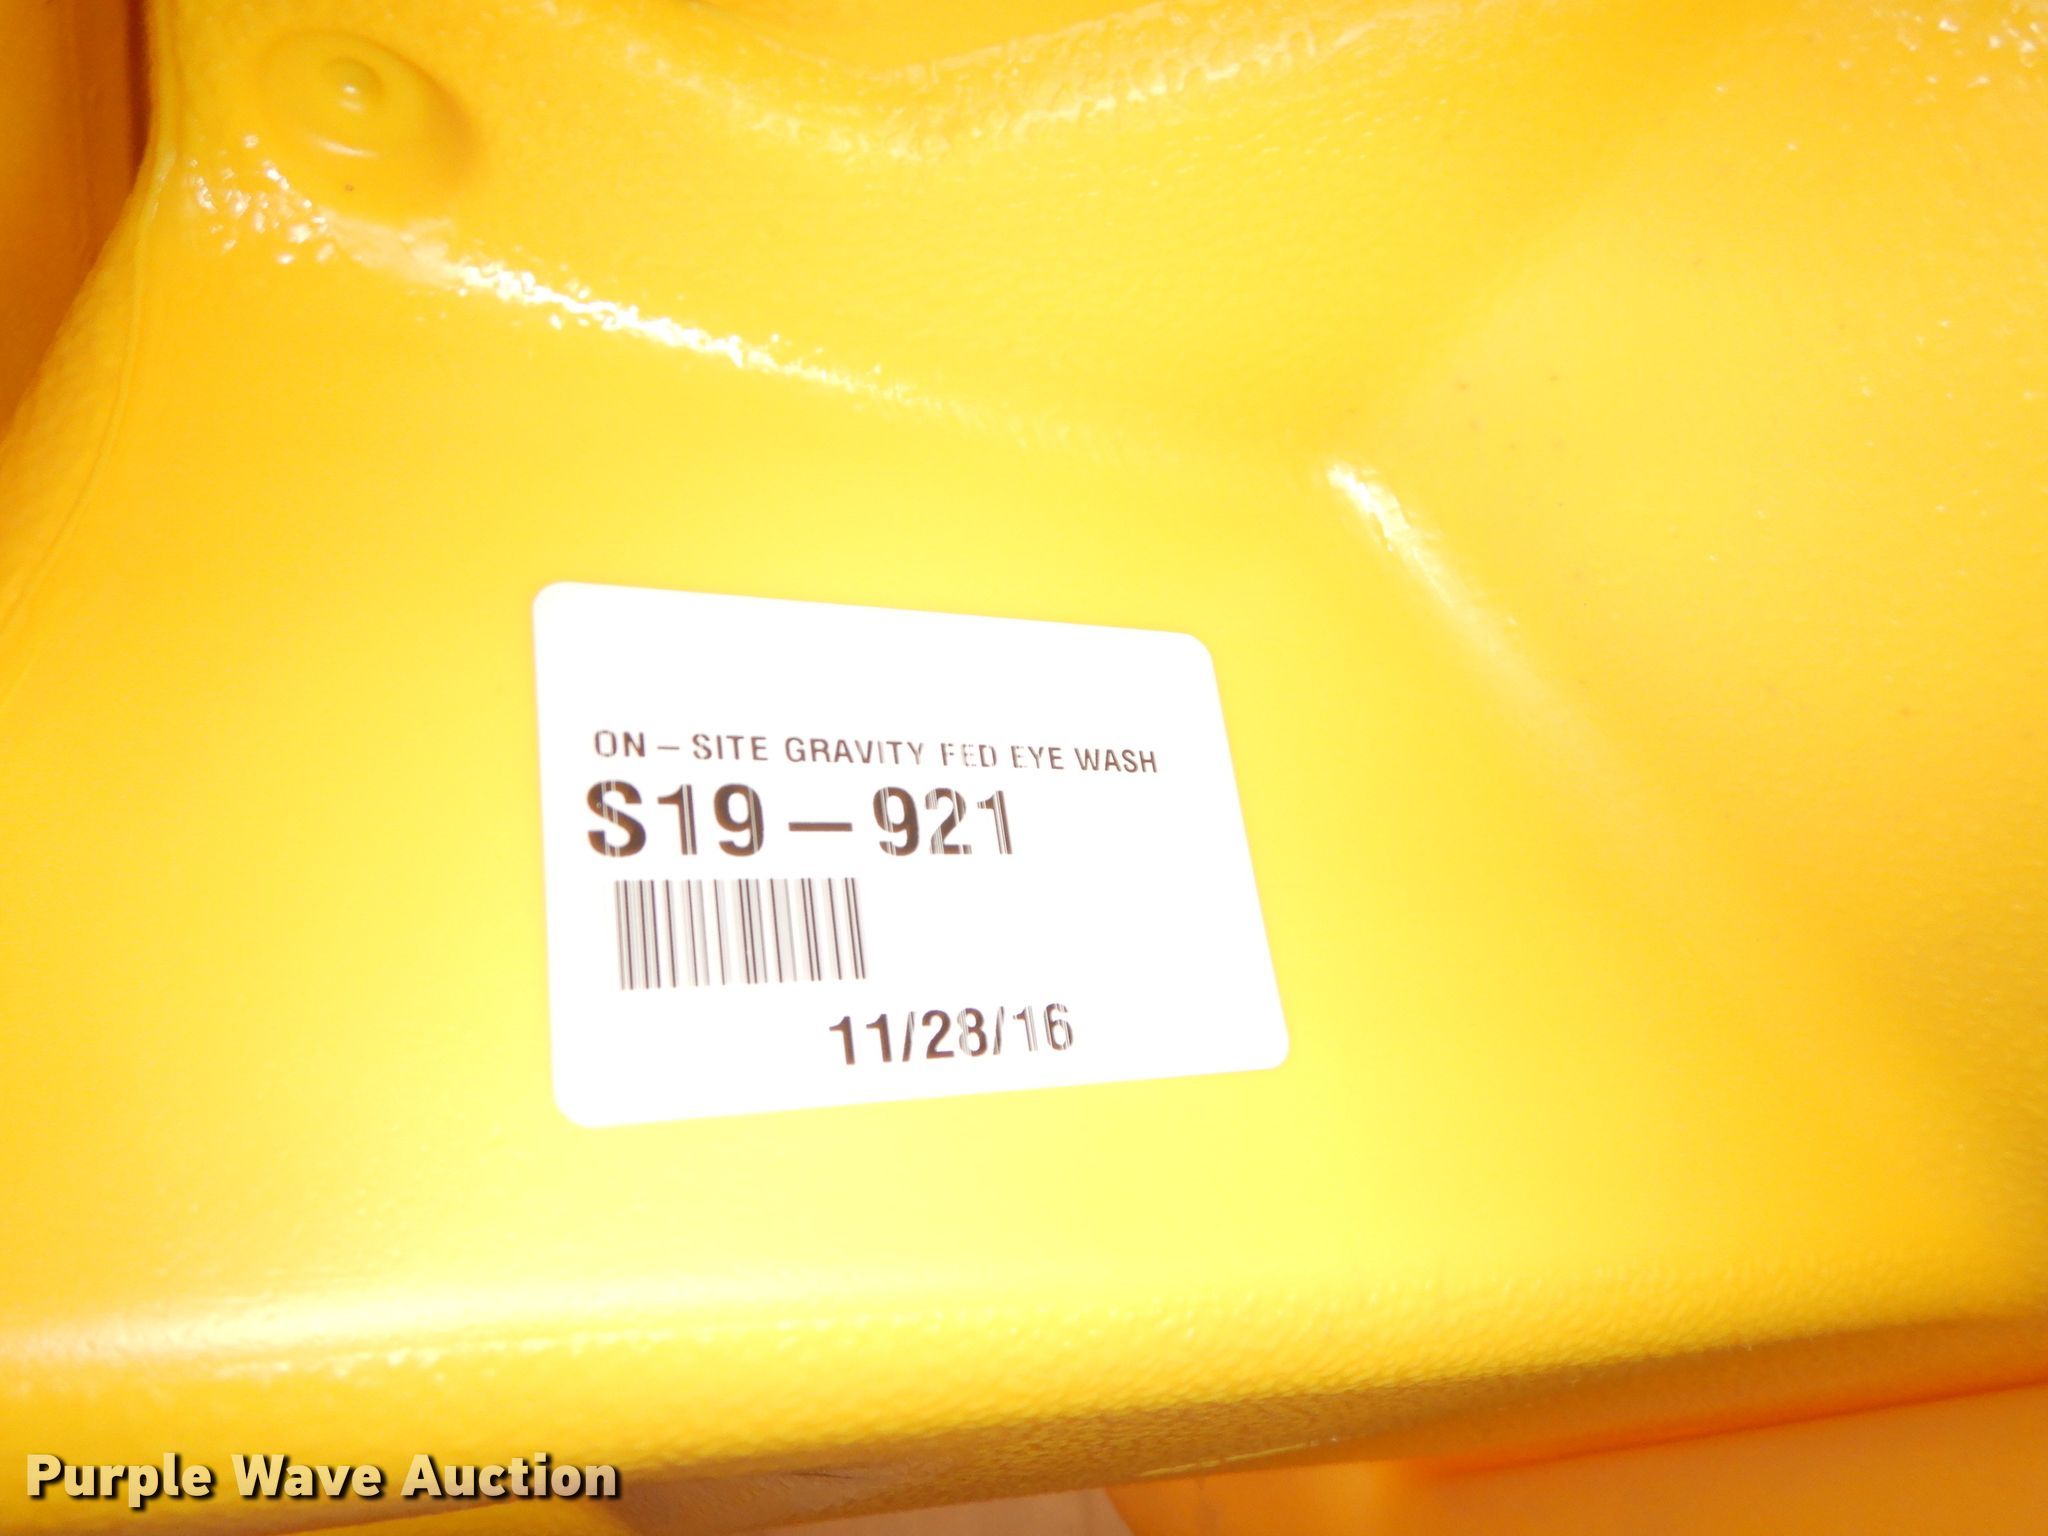 ON-SITE GRAVITY FED EYE WASH
S19-921
11/28/16
Purple Wave Auction